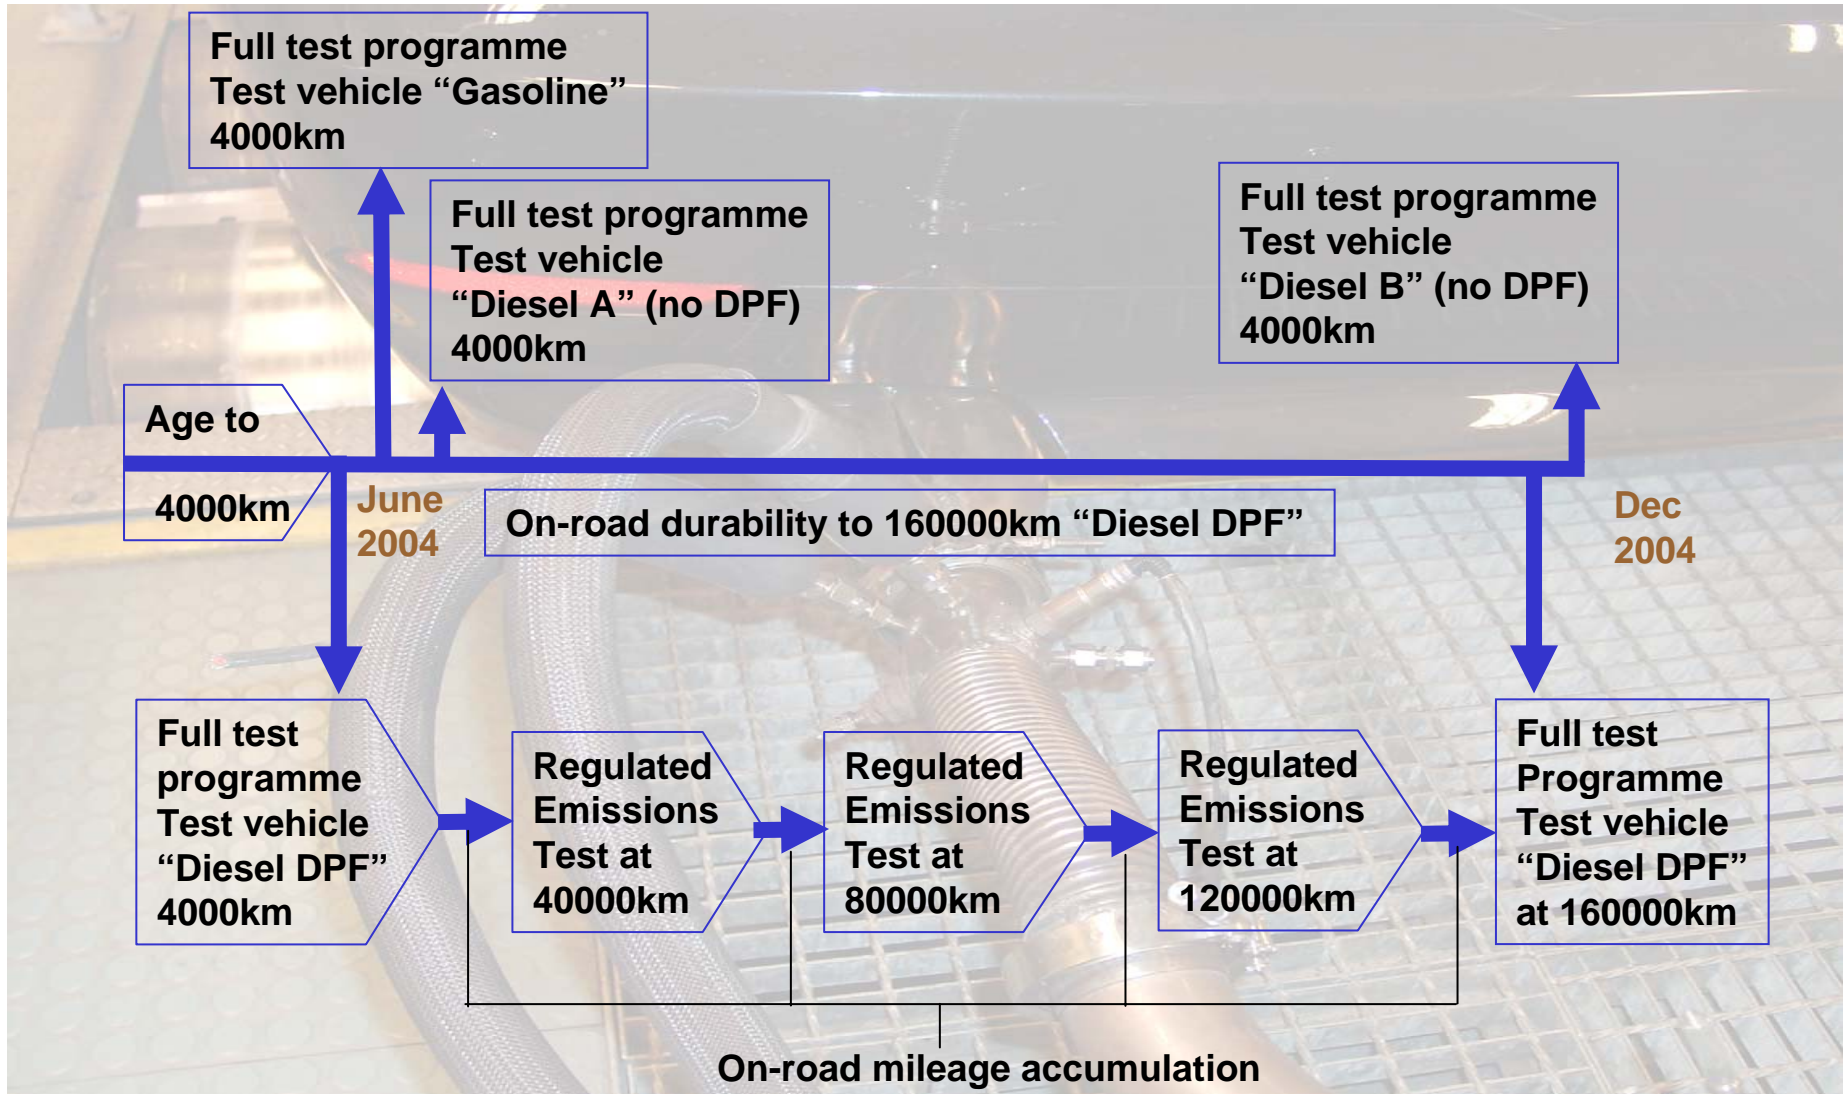 Full test programme
Test vehicle “Gasoline”
4000km
Full test programme
Test vehicle
“Diesel A” (no DPF)
4000km
Full test programme
Test vehicle
“Diesel B” (no DPF)
4000km
Age to
4000km
June
2004
On-road durability to 160000km “Diesel DPF”
Dec
2004
Full test
programme
Test vehicle
“Diesel DPF”
4000km
Regulated
Emissions
Test at
40000km
Regulated
Emissions
Test at
80000km
Regulated
Emissions
Test at
120000km
Full test
Programme
Test vehicle
“Diesel DPF”
at 160000km
On-road mileage accumulation